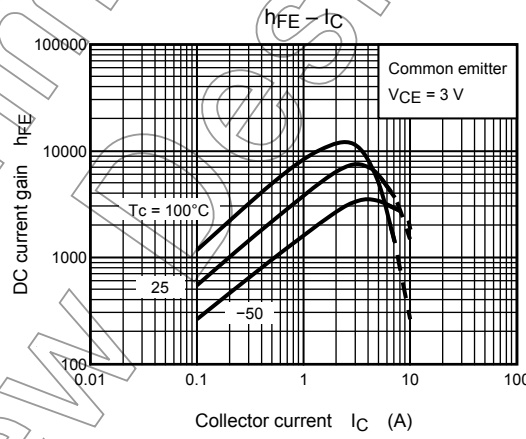 hFE – IC
100000
Common emitter
VCE = 3 V
10000
DC current gain hFE
Tc = 100°C
1000
25
−50
100
0.01
0.1
1
10
100
Collector current IC (A)